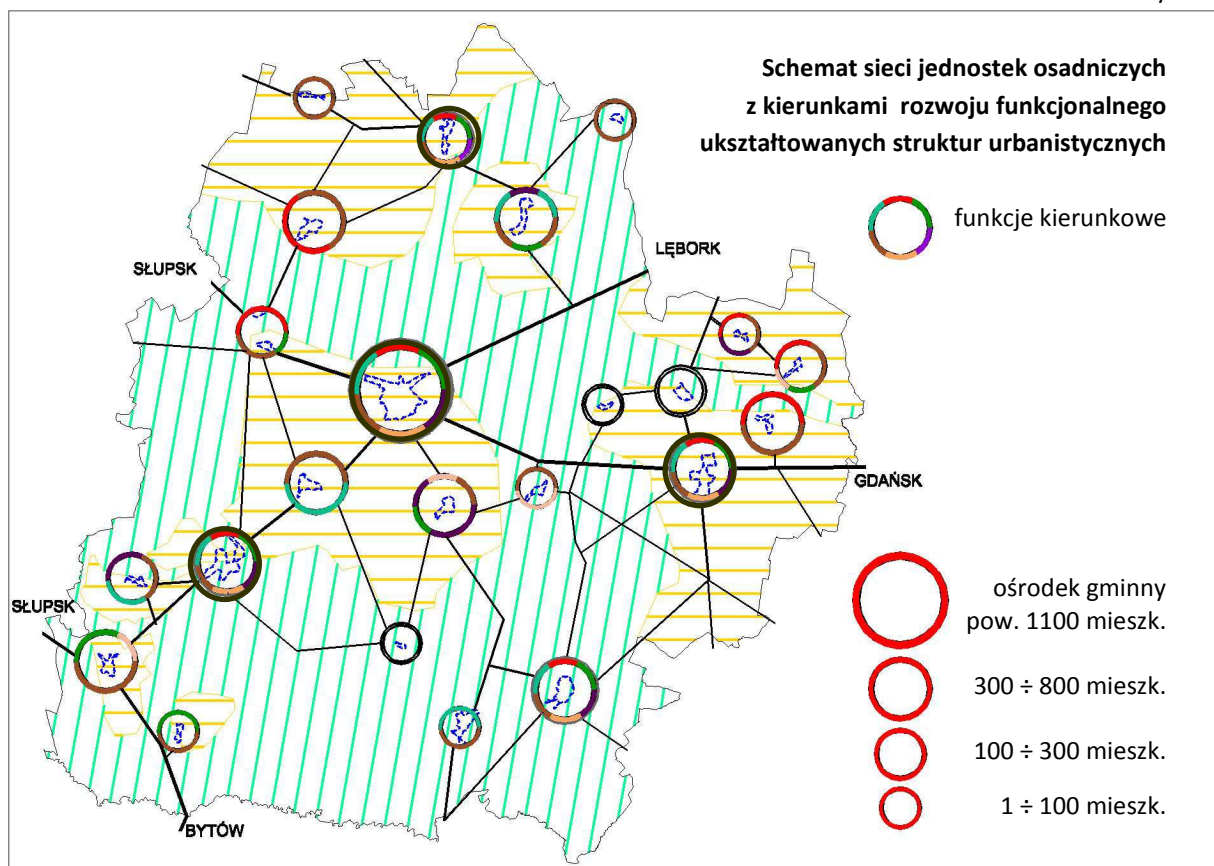 Schemat sieci jednostek osadniczych
z kierunkami rozwoju funkcjonalnego
ukształtowanych struktur urbanistycznych
funkcje kierunkowe
LĘBORK
SŁUPSK
GDAŃSK
SŁUPSK
BYTÓW
ośrodek gminny
pow. 1100 mieszk.
300 ÷ 800 mieszk.
100 ÷ 300 mieszk.
1 ÷ 100 mieszk.